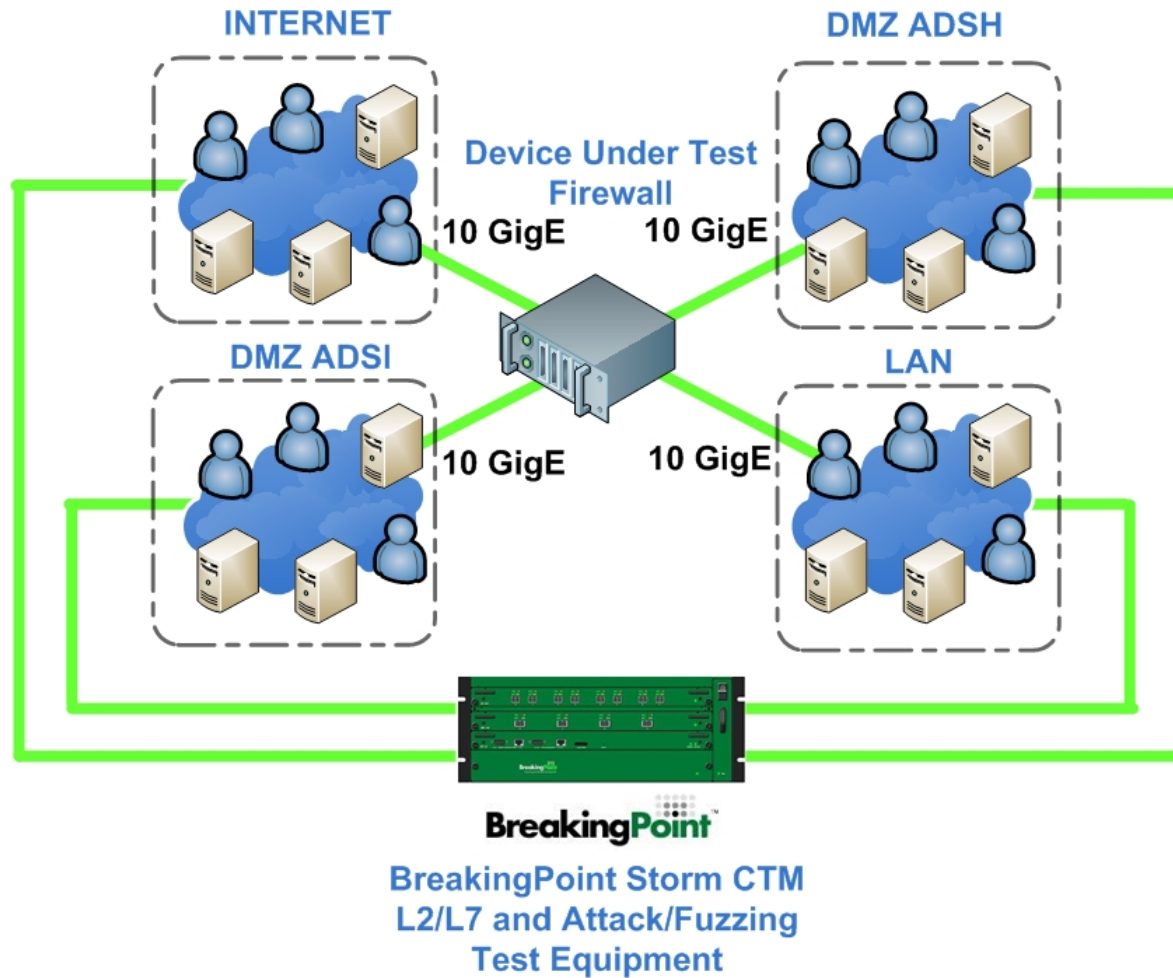 INTERNET
DMZ ADSH
Device Under Test
Firewall
10 GigE
10 GigE
DMZ ADSI
LAN
10 GigE
10 GigE
BreakingPoint
BreakingPoint™
BreakingPoint Storm CTM
L2/L7 and Attack/Fuzzing
Test Equipment